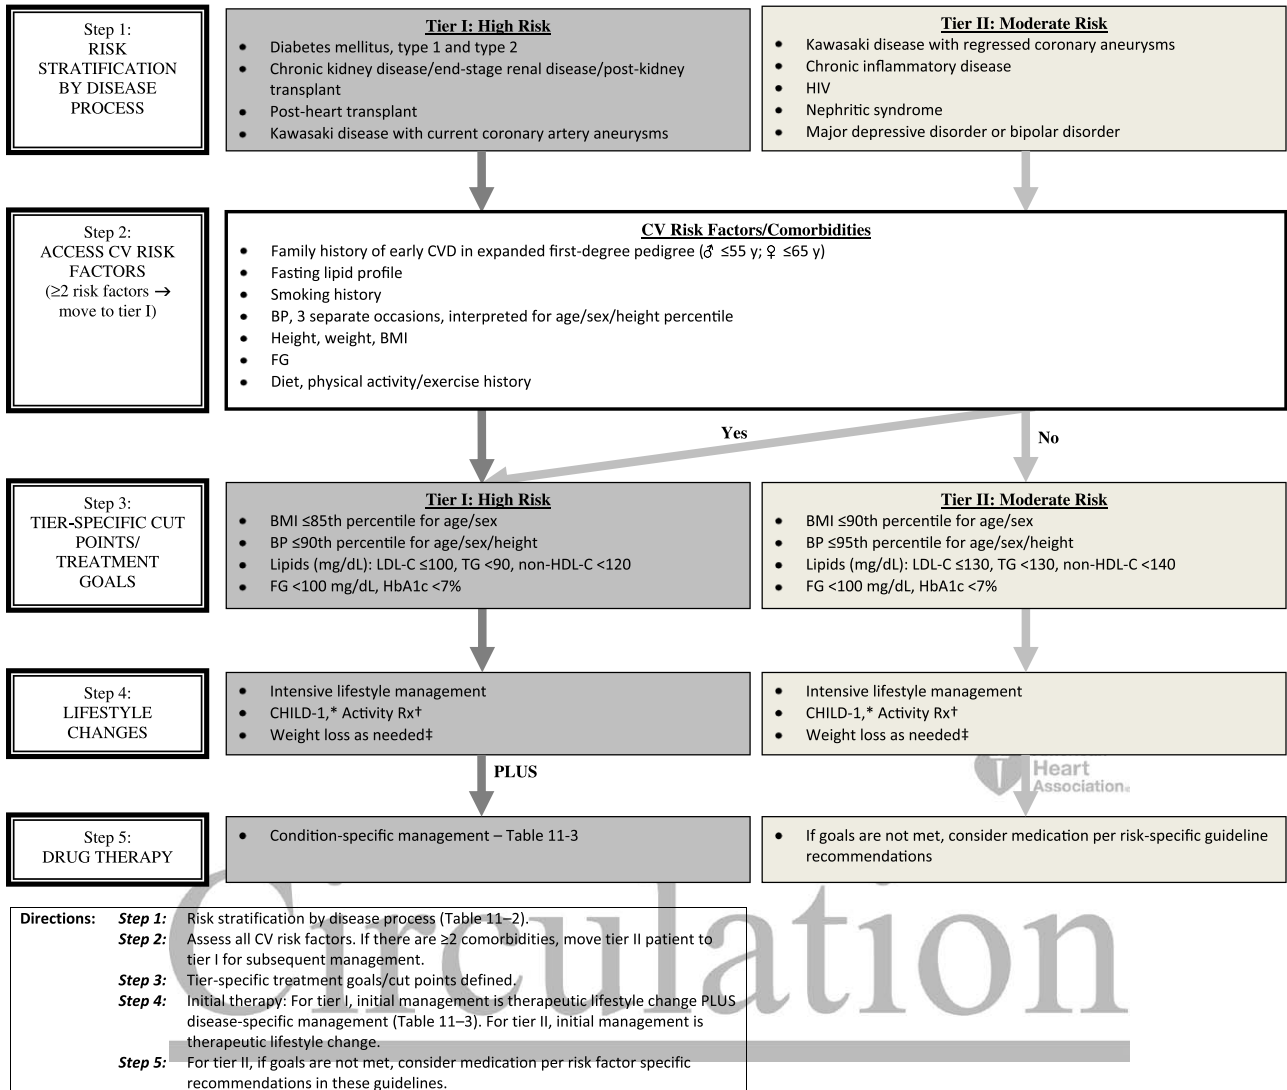 Step 1:
RISK
STRATIFICATION
BY DISEASE
PROCESS
Tier I: High Risk
• Diabetes mellitus, type 1 and type 2
• Chronic kidney disease/end-stage renal disease/post-kidney
transplant
• Post-heart transplant
• Kawasaki disease with current coronary artery aneurysms
Tier II: Moderate Risk
• Kawasaki disease with regressed coronary aneurysms
• Chronic inflammatory disease
• HIV
• Nephritic syndrome
• Major depressive disorder or bipolar disorder
Step 2:
ACCESS CV RISK
FACTORS
(≥2 risk factors →
move to tier I)
CV Risk Factors/Comorbidities
• Family history of early CVD in expanded first-degree pedigree (♂ ≤55 y; ♀ ≤65 y)
• Fasting lipid profile
• Smoking history
• BP, 3 separate occasions, interpreted for age/sex/height percentile
• Height, weight, BMI
• FG
• Diet, physical activity/exercise history
Yes
No
Step 3:
TIER-SPECIFIC CUT
POINTS/
TREATMENT
GOALS
Tier I: High Risk
• BMI ≤85th percentile for age/sex
• BP ≤90th percentile for age/sex/height
• Lipids (mg/dL): LDL-C ≤100, TG <90, non-HDL-C <120
• FG <100 mg/dL, HbA1c <7%
Tier II: Moderate Risk
• BMI ≤90th percentile for age/sex
• BP ≤95th percentile for age/sex/height
• Lipids (mg/dL): LDL-C ≤130, TG <130, non-HDL-C <140
• FG <100 mg/dL, HbA1c <7%
Step 4:
LIFESTYLE
CHANGES
• Intensive lifestyle management
• CHILD-1,* Activity Rx†
• Weight loss as needed‡
• Intensive lifestyle management
• CHILD-1,* Activity Rx†
• Weight loss as needed‡
PLUS
Heart
Association®
Step 5:
DRUG THERAPY
• Condition-specific management – Table 11-3
• If goals are not met, consider medication per risk-specific guideline
recommendations
Circulation
Directions: Step 1: Risk stratification by disease process (Table 11–2).
Step 2: Assess all CV risk factors. If there are ≥2 comorbidities, move tier II patient to
tier I for subsequent management.
Step 3: Tier-specific treatment goals/cut points defined.
Step 4: Initial therapy: For tier I, initial management is therapeutic lifestyle change PLUS
disease-specific management (Table 11–3). For tier II, initial management is
therapeutic lifestyle change.
Step 5: For tier II, if goals are not met, consider medication per risk factor specific
recommendations in these guidelines.